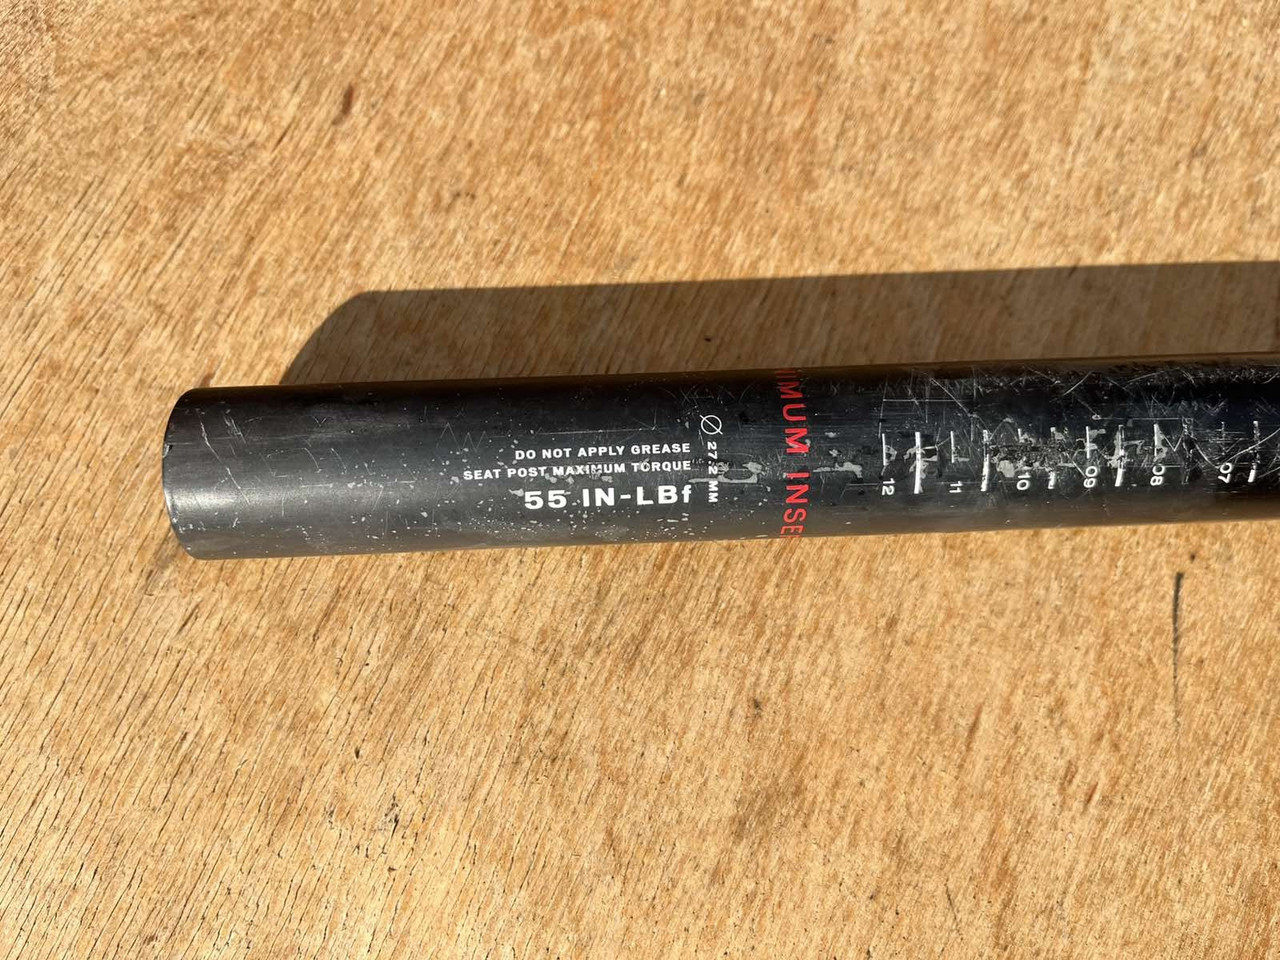 DO NOT APPLY GREASE
SEAT POST MAXIMUM TORQUE
55 IN-LBf
Ø 27.2 MM
IMUM INSE
12
11
10
09
08
07